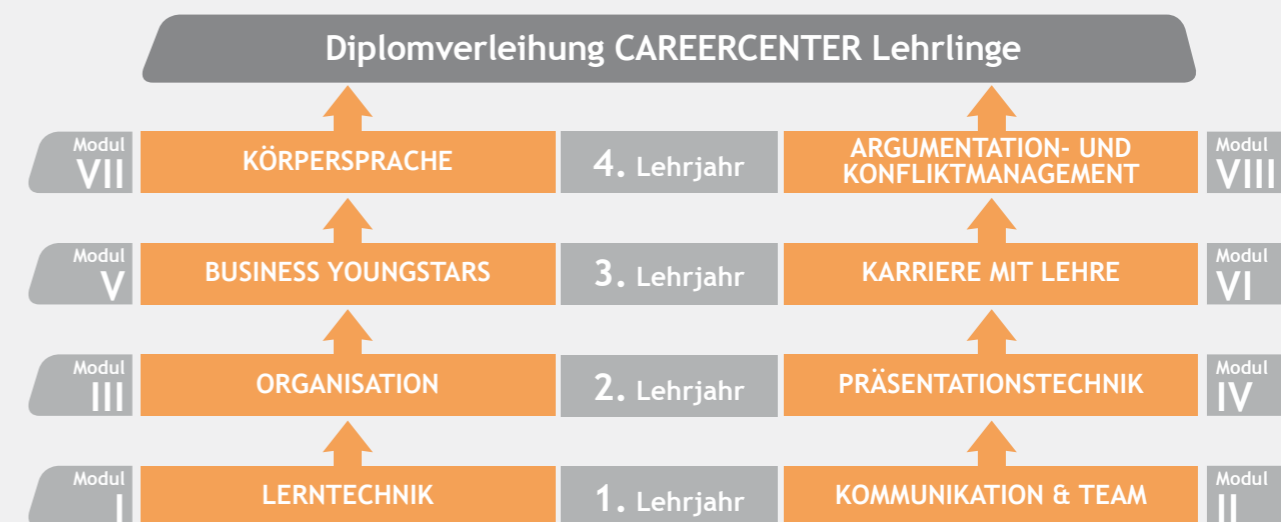 Diplomverleihung CAREERCENTER Lehrlinge
Modul
VII
KÖRPERSPRACHE
4. Lehrjahr
ARGUMENTATION- UND
KONFLIKTMANAGEMENT
Modul
VIII
Modul
V
BUSINESS YOUNGSTARS
3. Lehrjahr
KARRIERE MIT LEHRE
Modul
VI
Modul
III
ORGANISATION
2. Lehrjahr
PRÄSENTATIONSTECHNIK
Modul
IV
Modul
I
LERNTECHNIK
1. Lehrjahr
KOMMUNIKATION & TEAM
Modul
II